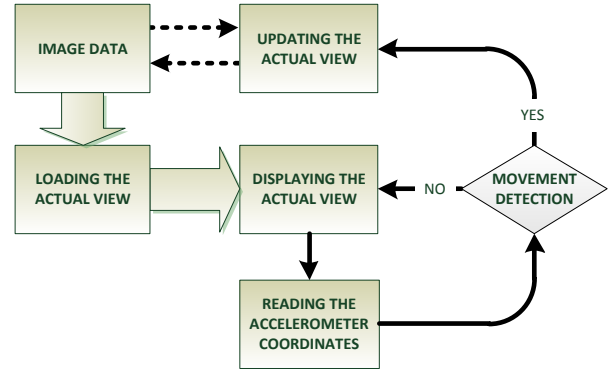 IMAGE DATA
UPDATING THE
ACTUAL VIEW
YES
LOADING THE
ACTUAL VIEW
DISPLAYING THE
ACTUAL VIEW
NO
MOVEMENT
DETECTION
READING THE
ACCELEROMETER
COORDINATES